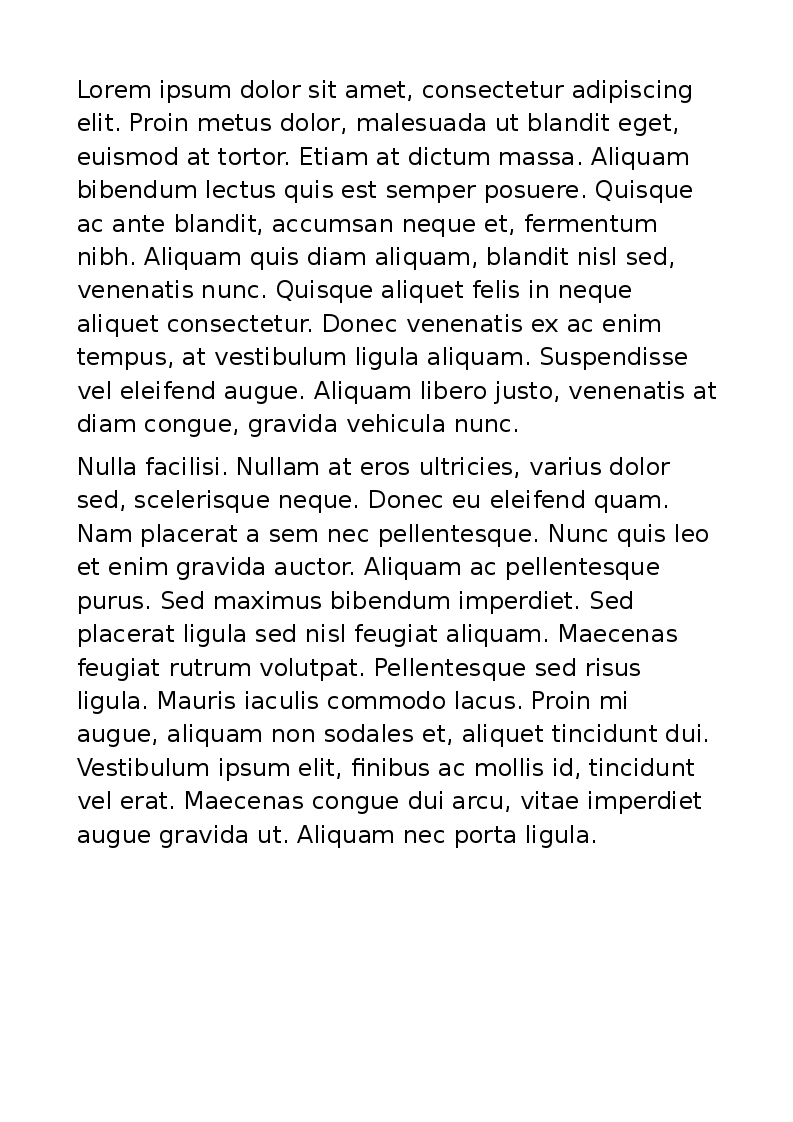 Lorem ipsum dolor sit amet, consectetur adipiscing
elit. Proin metus dolor, malesuada ut blandit eget,
euismod at tortor. Etiam at dictum massa. Aliquam
bibendum lectus quis est semper posuere. Quisque
ac ante blandit, accumsan neque et, fermentum
nibh. Aliquam quis diam aliquam, blandit nisl sed,
venenatis nunc. Quisque aliquet felis in neque
aliquet consectetur. Donec venenatis ex ac enim
tempus, at vestibulum ligula aliquam. Suspendisse
vel eleifend augue. Aliquam libero justo, venenatis at
diam congue, gravida vehicula nunc.
Nulla facilisi. Nullam at eros ultricies, varius dolor
sed, scelerisque neque. Donec eu eleifend quam.
Nam placerat a sem nec pellentesque. Nunc quis leo
et enim gravida auctor. Aliquam ac pellentesque
purus. Sed maximus bibendum imperdiet. Sed
placerat ligula sed nisl feugiat aliquam. Maecenas
feugiat rutrum volutpat. Pellentesque sed risus
ligula. Mauris iaculis commodo lacus. Proin mi
augue, aliquam non sodales et, aliquet tincidunt dui.
Vestibulum ipsum elit, finibus ac mollis id, tincidunt
vel erat. Maecenas congue dui arcu, vitae imperdiet
augue gravida ut. Aliquam nec porta ligula.